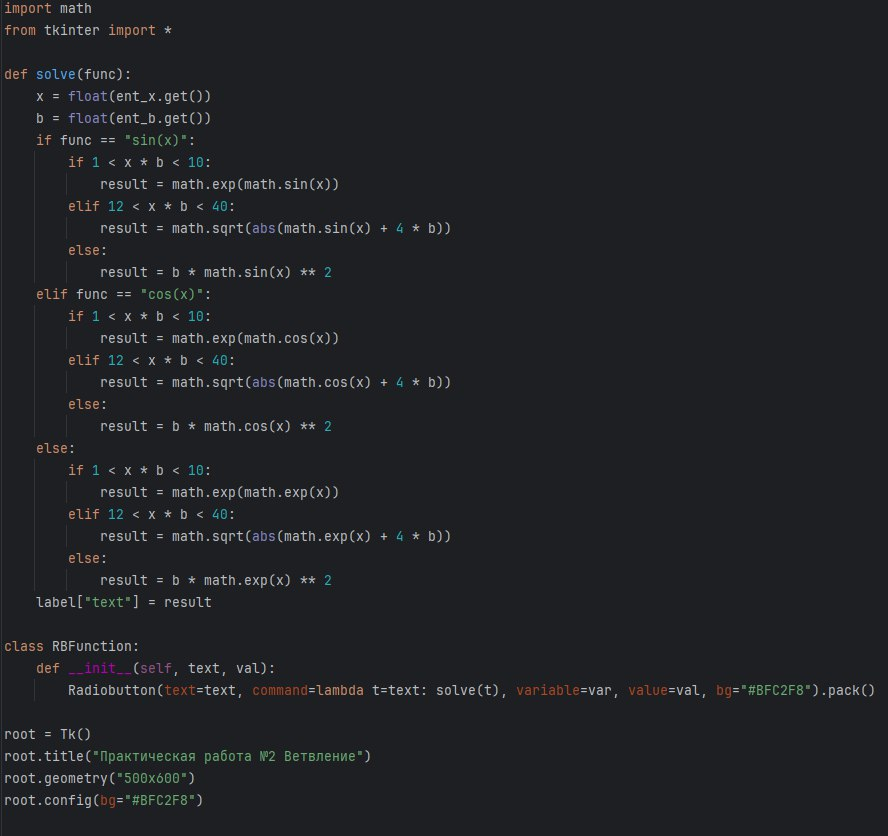 import math
from tkinter import *
def solve(func):
    x = float(ent_x.get())
    b = float(ent_b.get())
    if func == "sin(x)":
        if 1 < x * b < 10:
            result = math.exp(math.sin(x))
        elif 12 < x * b < 40:
            result = math.sqrt(abs(math.sin(x) + 4 * b))
        else:
            result = b * math.sin(x) ** 2
    elif func == "cos(x)":
        if 1 < x * b < 10:
            result = math.exp(math.cos(x))
        elif 12 < x * b < 40:
            result = math.sqrt(abs(math.cos(x) + 4 * b))
        else:
            result = b * math.cos(x) ** 2
    else:
        if 1 < x * b < 10:
            result = math.exp(math.exp(x))
        elif 12 < x * b < 40:
            result = math.sqrt(abs(math.exp(x) + 4 * b))
        else:
            result = b * math.exp(x) ** 2
    label["text"] = result
class RBFunction:
    def __init__(self, text, val):
        Radiobutton(text=text, command=lambda t=text: solve(t), variable=var, value=val, bg="#BFC2F8").pack()
root = Tk()
root.title("Практическая работа №2 Ветвление")
root.geometry("500x600")
root.config(bg="#BFC2F8")